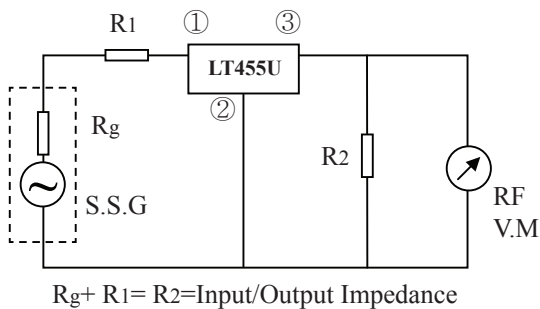 R1
① ③
LT455U
②
Rg
R2
S.S.G
RF
V.M
Rg+ R1= R2=Input/Output Impedance